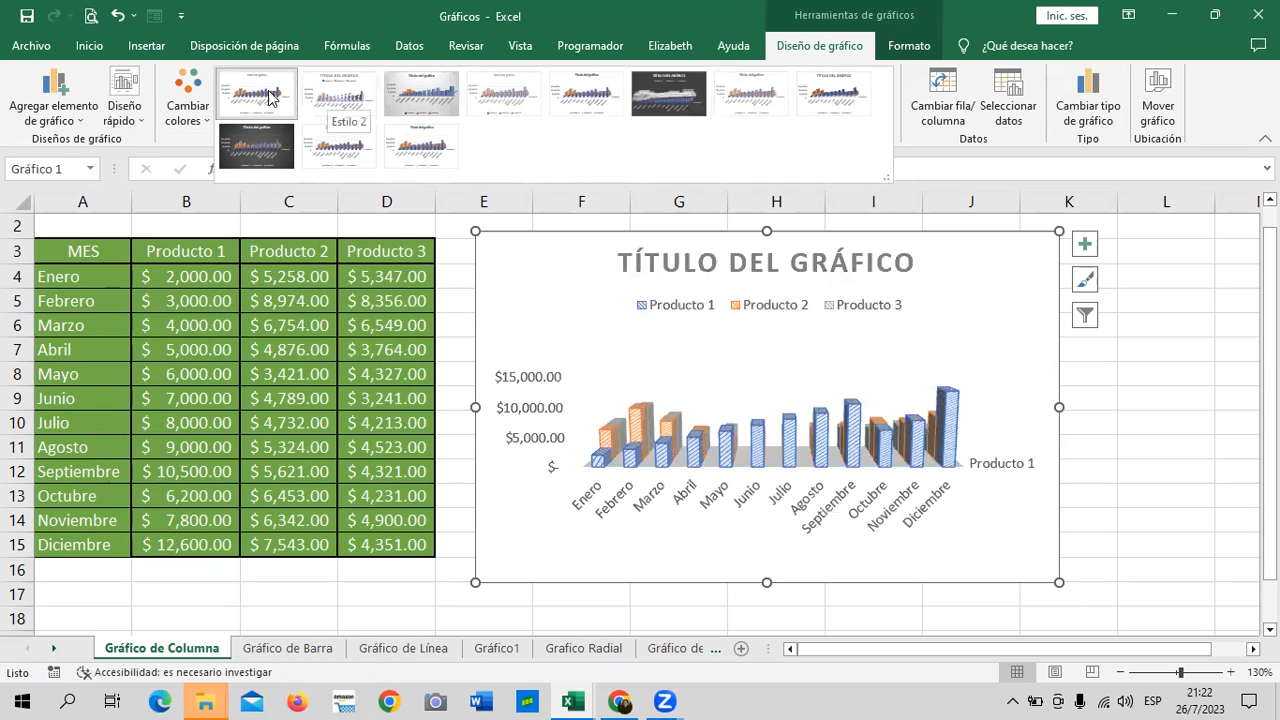 Gráficos - Excel
Herramientas de gráficos
Inic. ses.
Archivo Inicio Insertar Disposición de página Fórmulas Datos Revisar Vista Programador Elizabeth Ayuda Diseño de gráfico Formato ¿Qué desea hacer?
Agregar elemento de gráfico
Diseño
Cambiar colores
Estilo 2
Cambiar fila/columna
Seleccionar datos
Cambiar tipo de gráfico
Mover gráfico
Diseños de gráfico
Tipo
Ubicación
Gráfico 1
A B C D E F G H I J K L
2
3 MES Producto 1 Producto 2 Producto 3
4 Enero $ 2,000.00 $ 5,258.00 $ 5,347.00
5 Febrero $ 3,000.00 $ 8,974.00 $ 8,356.00
6 Marzo $ 4,000.00 $ 6,754.00 $ 6,549.00
7 Abril $ 5,000.00 $ 4,876.00 $ 3,764.00
8 Mayo $ 6,000.00 $ 3,421.00 $ 4,327.00
9 Junio $ 7,000.00 $ 4,789.00 $ 3,241.00
10 Julio $ 8,000.00 $ 4,732.00 $ 4,213.00
11 Agosto $ 9,000.00 $ 5,324.00 $ 4,523.00
12 Septiembre $ 10,500.00 $ 5,621.00 $ 4,321.00
13 Octubre $ 6,200.00 $ 6,453.00 $ 4,231.00
14 Noviembre $ 7,800.00 $ 6,342.00 $ 4,900.00
15 Diciembre $ 12,600.00 $ 7,543.00 $ 4,351.00
16
17
18
TÍTULO DEL GRÁFICO
Producto 1 Producto 2 Producto 3
$15,000.00
$10,000.00
$5,000.00
$-
Producto 1
Enero Febrero Marzo Abril Mayo Junio Julio Agosto Septiembre Octubre Noviembre Diciembre
Gráfico de Columna Gráfico de Barra Gráfico de Línea Gráfico1 Grafico Radial Gráfico de ...
Listo Accesibilidad: es necesario investigar 130%
ESP
21:22
26/7/2023